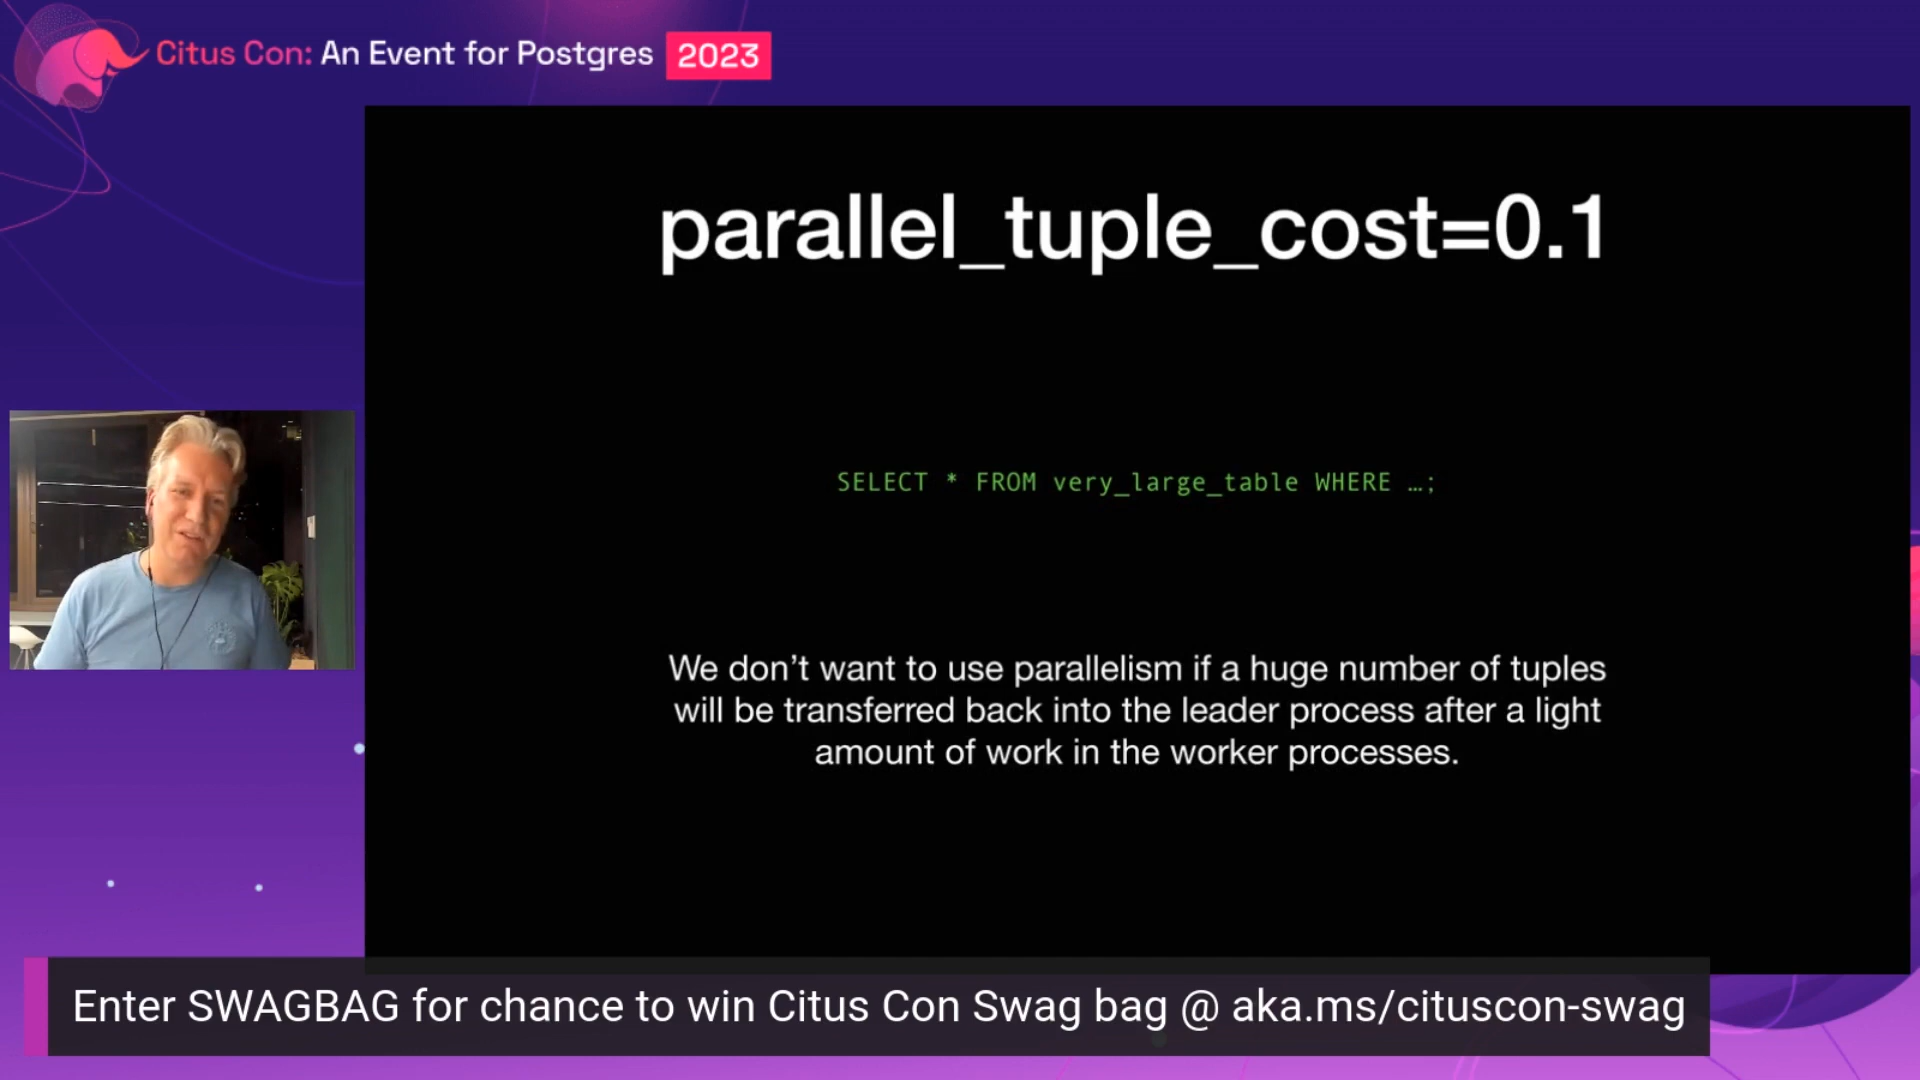 Citus Con: An Event for Postgres 2023
parallel_tuple_cost=0.1
SELECT * FROM very_large_table WHERE …;
We don’t want to use parallelism if a huge number of tuples
will be transferred back into the leader process after a light
amount of work in the worker processes.
Enter SWAGBAG for chance to win Citus Con Swag bag @ aka.ms/cituscon-swag